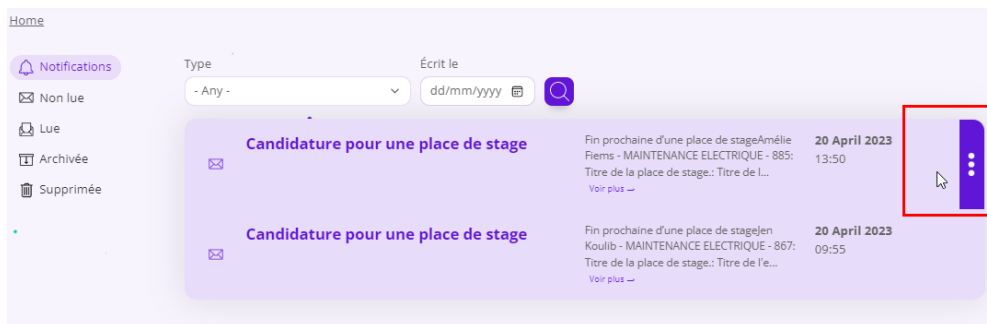 Home
Notifications
Non lue
Lue
Archivée
Supprimée
Type
- Any -
Écrit le
dd/mm/yyyy
Candidature pour une place de stage
Fin prochaine d'une place de stageAmélie
Fiems - MAINTENANCE ELECTRIQUE - 885:
Titre de la place de stage.: Titre de l...
Voir plus
20 April 2023
13:50
Candidature pour une place de stage
Fin prochaine d'une place de stageJen
Koulib - MAINTENANCE ELECTRIQUE - 867:
Titre de la place de stage.: Titre de l'e...
Voir plus
20 April 2023
09:55